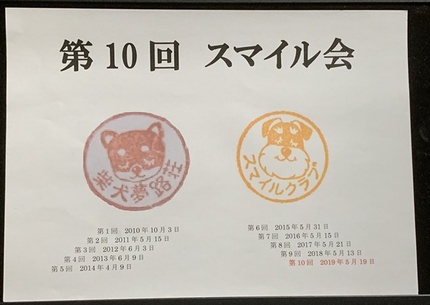 第10回 スマイル会
柴犬夢路荘
スマイルクラブ
第1回 2010年10月3日
第2回 2011年5月15日
第3回 2012年6月3日
第4回 2013年6月9日
第5回 2014年4月9日
第6回 2015年5月31日
第7回 2016年5月15日
第8回 2017年5月21日
第9回 2018年5月13日
第10回 2019年5月19日